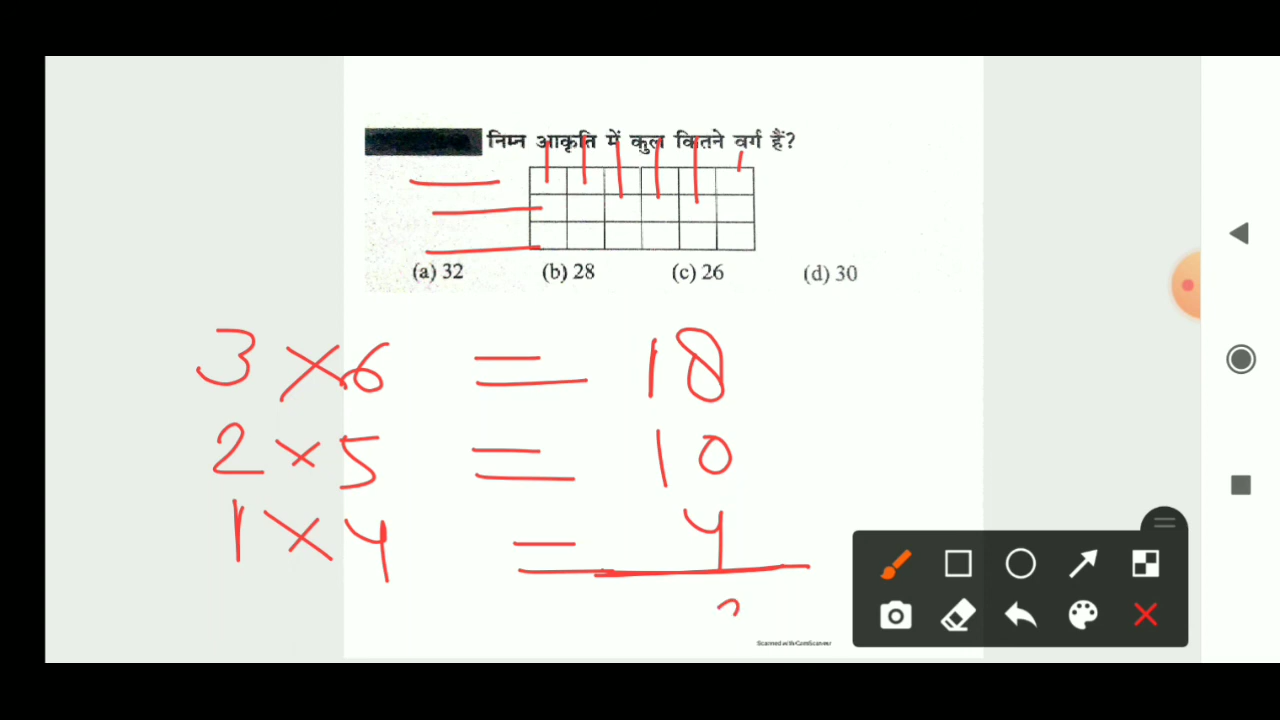 निम्न आकृति में कुल कितने वर्ग हैं?
(a) 32 (b) 28 (c) 26 (d) 30
3 × 6 = 18
2 × 5 = 10
1 × 4 = 4
Scanned with CamScanner